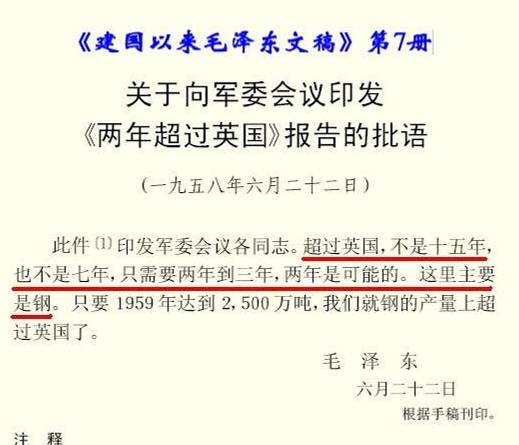 《建国以来毛泽东文稿》第7册
关于向军委会议印发
《两年超过英国》报告的批语
(一九五八年六月二十二日)
此件〔1〕印发军委会议各同志。超过英国,不是十五年,
也不是七年,只需要两年到三年,两年是可能的。这里主要
是钢。只要1959年达到2,500万吨,我们就钢的产量上超
过英国了。
毛泽东
六月二十二日
根据手稿刊印。
注 释